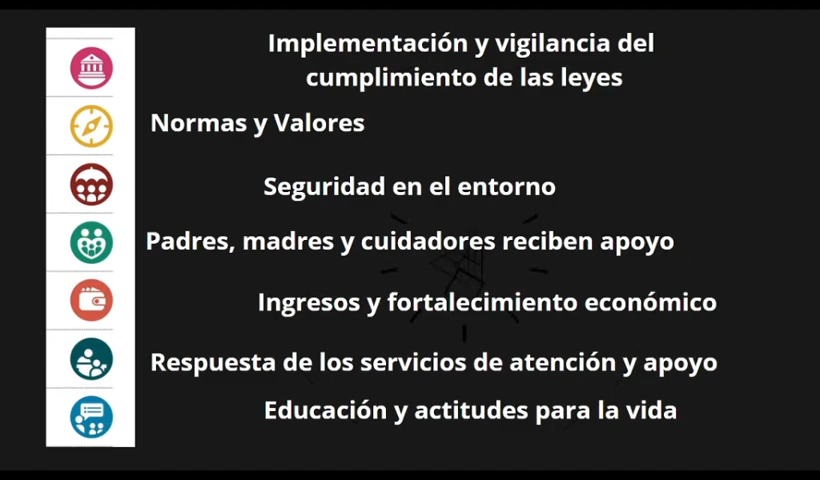 Implementación y vigilancia del
cumplimiento de las leyes
Normas y Valores
Seguridad en el entorno
Padres, madres y cuidadores reciben apoyo
Ingresos y fortalecimiento económico
Respuesta de los servicios de atención y apoyo
Educación y actitudes para la vida